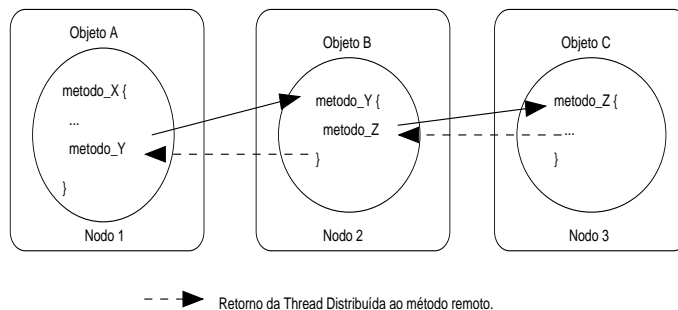 Objeto A
metodo_X {
...
metodo_Y
}
Nodo 1
Objeto B
metodo_Y {
metodo_Z
}
Nodo 2
Objeto C
metodo_Z {
...
}
Nodo 3
Retorno da Thread Distribuída ao método remoto.